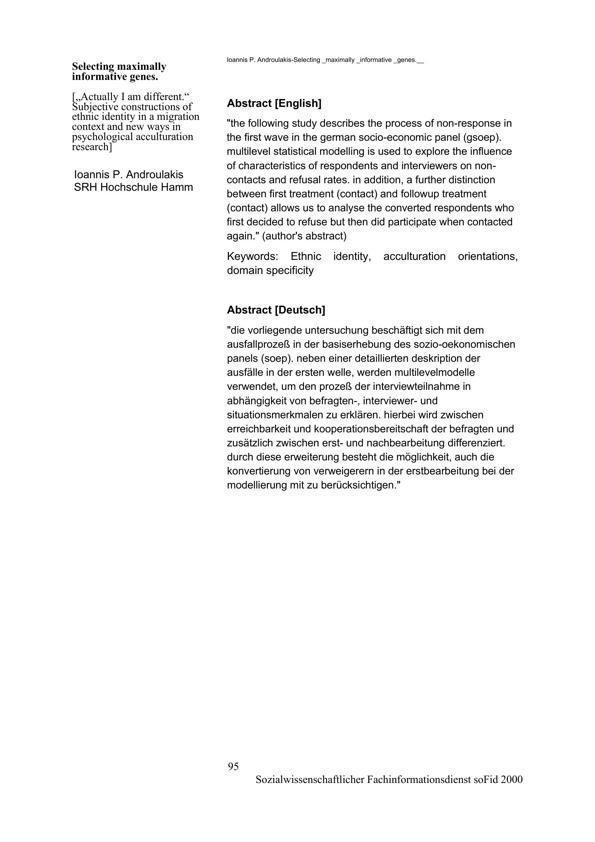 Selecting maximally
informative genes.
[„Actually I am different.“
Subjective constructions of
ethnic identity in a migration
context and new ways in
psychological acculturation
research]
Ioannis P. Androulakis
SRH Hochschule Hamm
Ioannis P. Androulakis-Selecting _maximally _informative _genes.__
Abstract [English]
"the following study describes the process of non-response in
the first wave in the german socio-economic panel (gsoep).
multilevel statistical modelling is used to explore the influence
of characteristics of respondents and interviewers on non-
contacts and refusal rates. in addition, a further distinction
between first treatment (contact) and followup treatment
(contact) allows us to analyse the converted respondents who
first decided to refuse but then did participate when contacted
again." (author's abstract)
Keywords: Ethnic identity, acculturation orientations,
domain specificity
Abstract [Deutsch]
"die vorliegende untersuchung beschäftigt sich mit dem
ausfallprozeß in der basiserhebung des sozio-oekonomischen
panels (soep). neben einer detaillierten deskription der
ausfälle in der ersten welle, werden multilevelmodelle
verwendet, um den prozeß der interviewteilnahme in
abhängigkeit von befragten-, interviewer- und
situationsmerkmalen zu erklären. hierbei wird zwischen
erreichbarkeit und kooperationsbereitschaft der befragten und
zusätzlich zwischen erst- und nachbearbeitung differenziert.
durch diese erweiterung besteht die möglichkeit, auch die
konvertierung von verweigerern in der erstbearbeitung bei der
modellierung mit zu berücksichtigen."
95
Sozialwissenschaftlicher Fachinformationsdienst soFid 2000